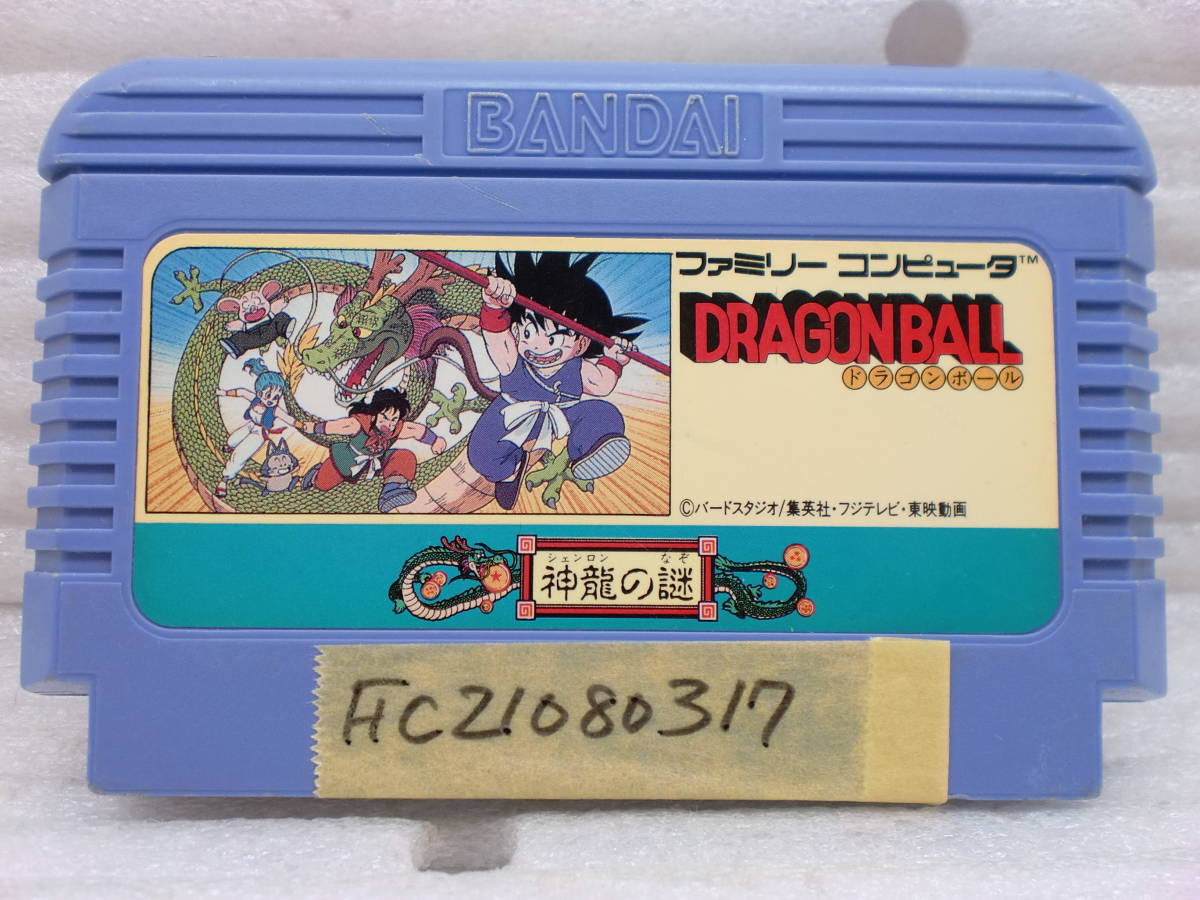 BANDAI
ファミリー コンピュータ™
DRAGON BALL
ドラゴンボール
©バードスタジオ/集英社・フジテレビ・東映動画
シェンロン なぞ
神龍の謎
FC21080317